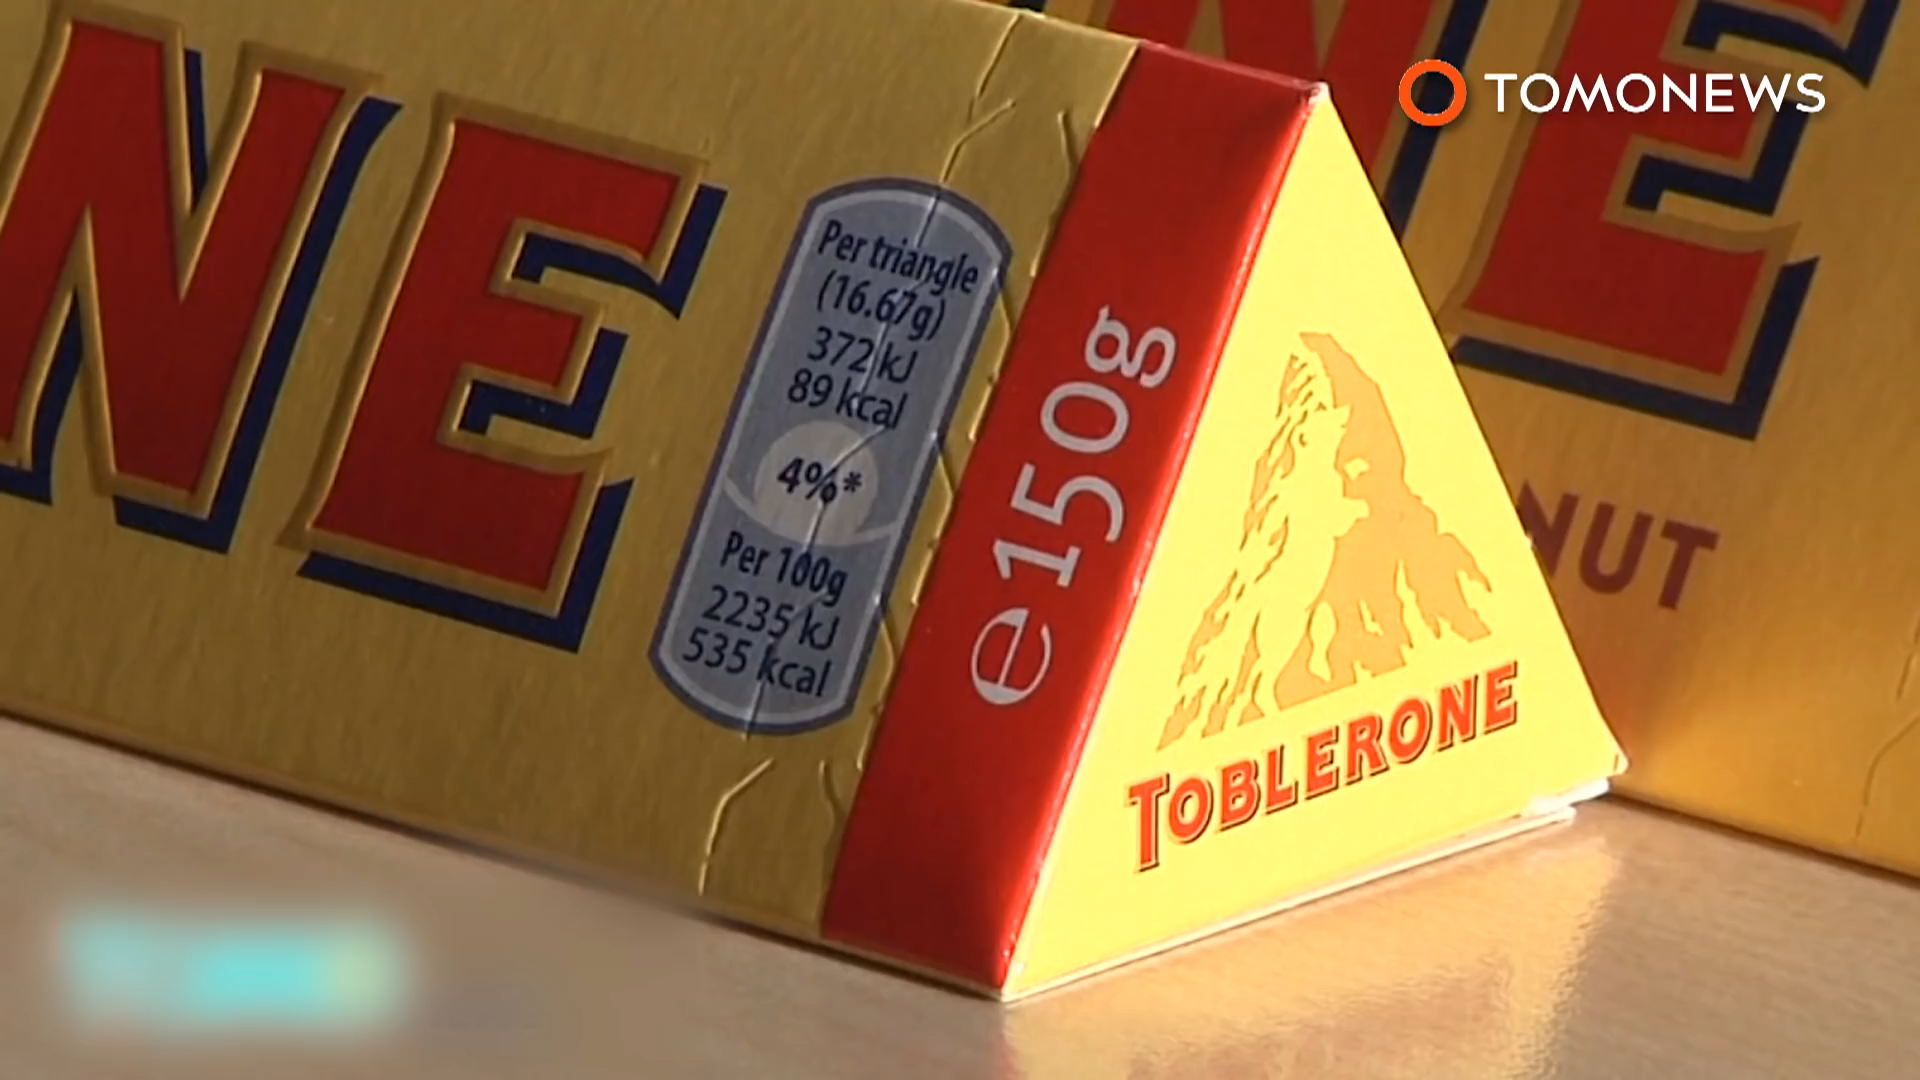 TOMONEWS
NE
Per triangle
(16.67g)
372 kJ
89 kcal
4%*
Per 100g
2235 kJ
535 kcal
e150g
TOBLERONE
NE
NUT